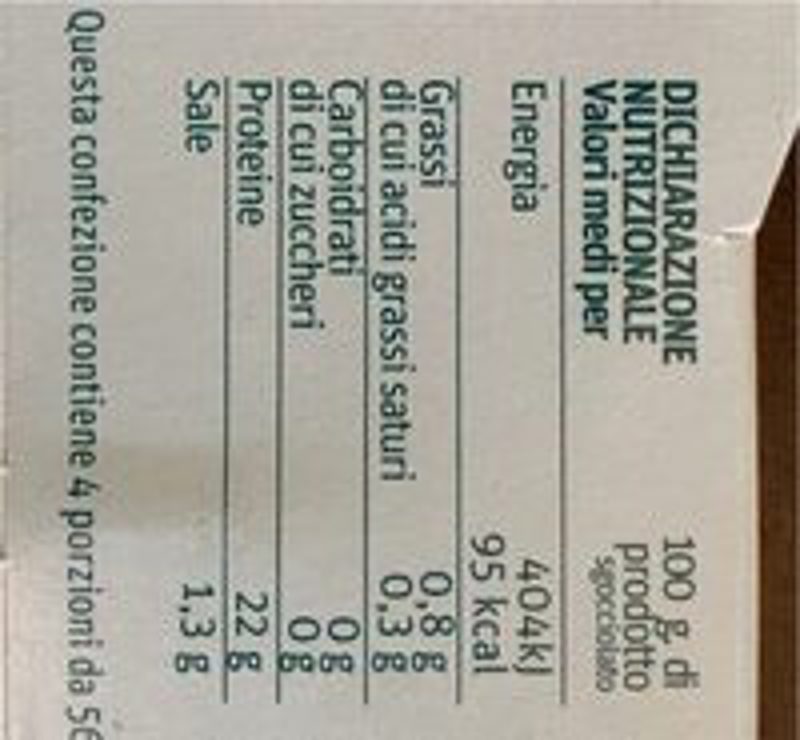 DICHIARAZIONE
NUTRIZIONALE
Valori medi per
100 g di
prodotto
sgocciolato
Energia 404kJ
95 kcal
Grassi 0,8 g
di cui acidi grassi saturi 0,3 g
Carboidrati 0 g
di cui zuccheri 0 g
Proteine 22 g
Sale 1,3 g
Questa confezione contiene 4 porzioni da 56